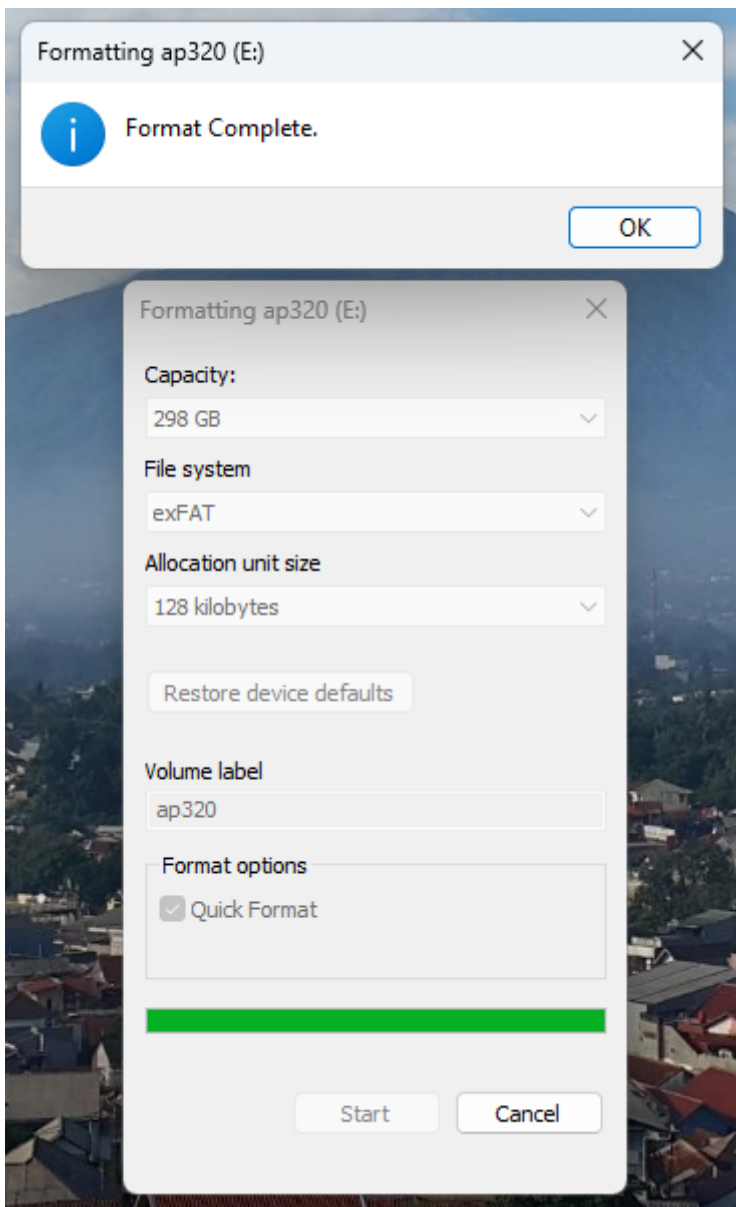 Formatting ap320 (E:)
Format Complete.
OK
Formatting ap320 (E:)
Capacity:
298 GB
File system
exFAT
Allocation unit size
128 kilobytes
Restore device defaults
Volume label
ap320
Format options
Quick Format
Start
Cancel